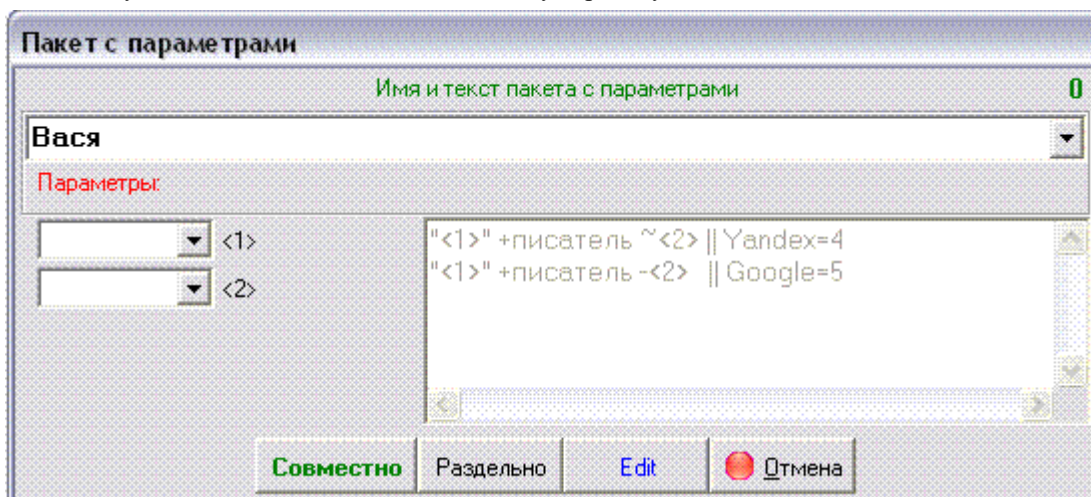 Пакет с параметрами
Имя и текст пакета с параметрами 0
Вася
Параметры:
<1>
<2>
"<1>" +писатель ~<2> || Yandex=4
"<1>" +писатель -<2> || Google=5
Совместно Раздельно Edit Отмена